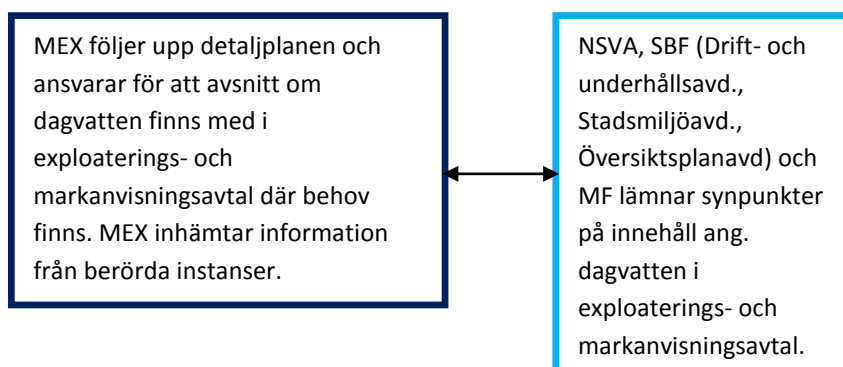 MEX följer upp detaljplanen och
ansvarar för att avsnitt om
dagvatten finns med i
exploaterings- och
markanvisningsavtal där behov
finns. MEX inhämtar information
från berörda instanser.
NSVA, SBF (Drift- och
underhållsavd.,
Stadsmiljöavd.,
Översiktsplanavd) och
MF lämnar synpunkter
på innehåll ang.
dagvatten i
exploaterings- och
markanvisningsavtal.